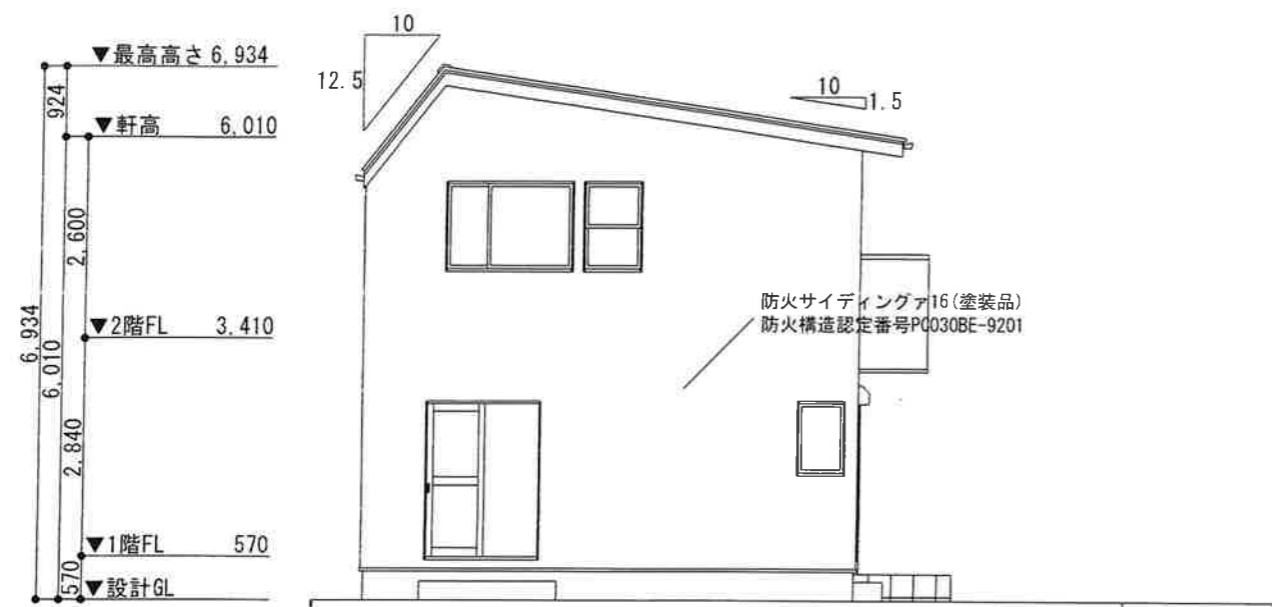 10
▼最高高さ 6,934
12.5
10
1.5
924
▼軒高 6,010
2,600
防火サイディングァ16(塗装品)
防火構造認定番号PC030BE-9201
▼2階FL 3.410
6,934
6,010
2.840
▼1階FL 570
570
▼設計GL